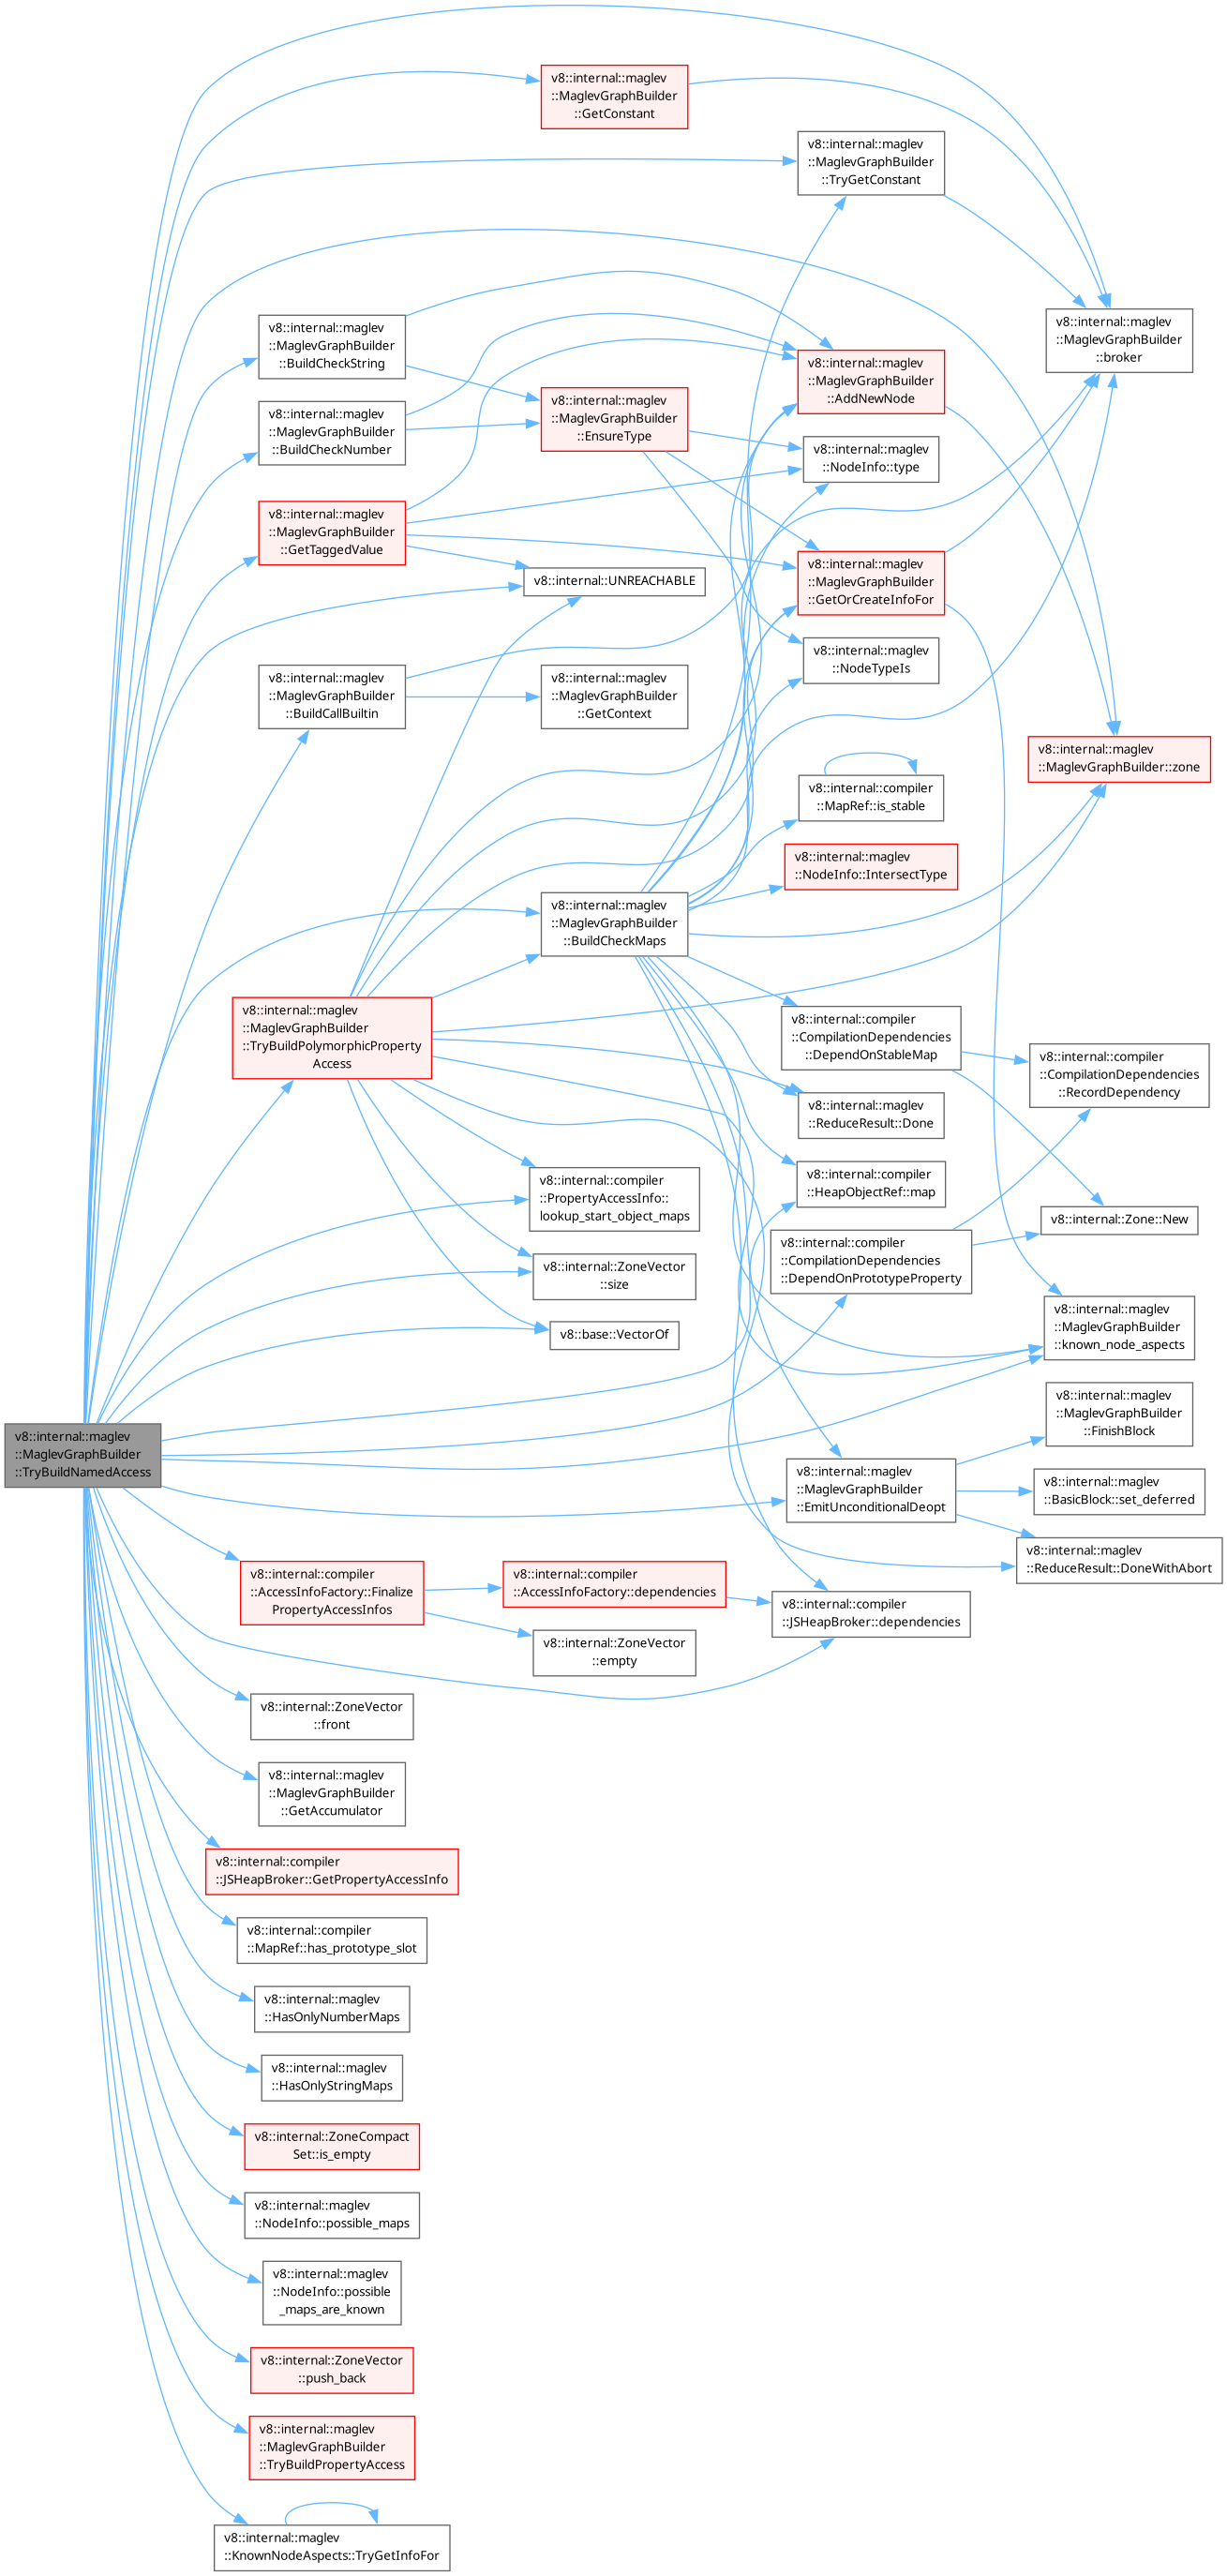 v8::internal::maglev
::MaglevGraphBuilder
::GetConstant
v8::internal::maglev
::MaglevGraphBuilder
::TryGetConstant
v8::internal::maglev
::MaglevGraphBuilder
::broker
v8::internal::maglev
::MaglevGraphBuilder
::BuildCheckString
v8::internal::maglev
::MaglevGraphBuilder
::AddNewNode
v8::internal::maglev
::MaglevGraphBuilder
::EnsureType
v8::internal::maglev
::MaglevGraphBuilder
::BuildCheckNumber
v8::internal::maglev
::NodeInfo::type
v8::internal::maglev
::MaglevGraphBuilder
::GetTaggedValue
v8::internal::UNREACHABLE
v8::internal::maglev
::MaglevGraphBuilder
::GetOrCreateInfoFor
v8::internal::maglev
::NodeTypeIs
v8::internal::maglev
::MaglevGraphBuilder
::BuildCallBuiltin
v8::internal::maglev
::MaglevGraphBuilder
::GetContext
v8::internal::maglev
::MaglevGraphBuilder::zone
v8::internal::compiler
::MapRef::is_stable
v8::internal::maglev
::NodeInfo::IntersectType
v8::internal::maglev
::MaglevGraphBuilder
::BuildCheckMaps
v8::internal::maglev
::MaglevGraphBuilder
::TryBuildPolymorphicProperty
Access
v8::internal::compiler
::CompilationDependencies
::DependOnStableMap
v8::internal::compiler
::CompilationDependencies
::RecordDependency
v8::internal::maglev
::ReduceResult::Done
v8::internal::compiler
::PropertyAccessInfo::
lookup_start_object_maps
v8::internal::compiler
::HeapObjectRef::map
v8::internal::Zone::New
v8::internal::compiler
::CompilationDependencies
::DependOnPrototypeProperty
v8::internal::ZoneVector
::size
v8::base::VectorOf
v8::internal::maglev
::MaglevGraphBuilder
::known_node_aspects
v8::internal::maglev
::MaglevGraphBuilder
::FinishBlock
v8::internal::maglev
::MaglevGraphBuilder
::TryBuildNamedAccess
v8::internal::maglev
::MaglevGraphBuilder
::EmitUnconditionalDeopt
v8::internal::maglev
::BasicBlock::set_deferred
v8::internal::maglev
::ReduceResult::DoneWithAbort
v8::internal::compiler
::AccessInfoFactory::Finalize
PropertyAccessInfos
v8::internal::compiler
::AccessInfoFactory::dependencies
v8::internal::compiler
::JSHeapBroker::dependencies
v8::internal::ZoneVector
::empty
v8::internal::ZoneVector
::front
v8::internal::maglev
::MaglevGraphBuilder
::GetAccumulator
v8::internal::compiler
::JSHeapBroker::GetPropertyAccessInfo
v8::internal::compiler
::MapRef::has_prototype_slot
v8::internal::maglev
::HasOnlyNumberMaps
v8::internal::maglev
::HasOnlyStringMaps
v8::internal::ZoneCompact
Set::is_empty
v8::internal::maglev
::NodeInfo::possible_maps
v8::internal::maglev
::NodeInfo::possible
_maps_are_known
v8::internal::ZoneVector
::push_back
v8::internal::maglev
::MaglevGraphBuilder
::TryBuildPropertyAccess
v8::internal::maglev
::KnownNodeAspects::TryGetInfoFor